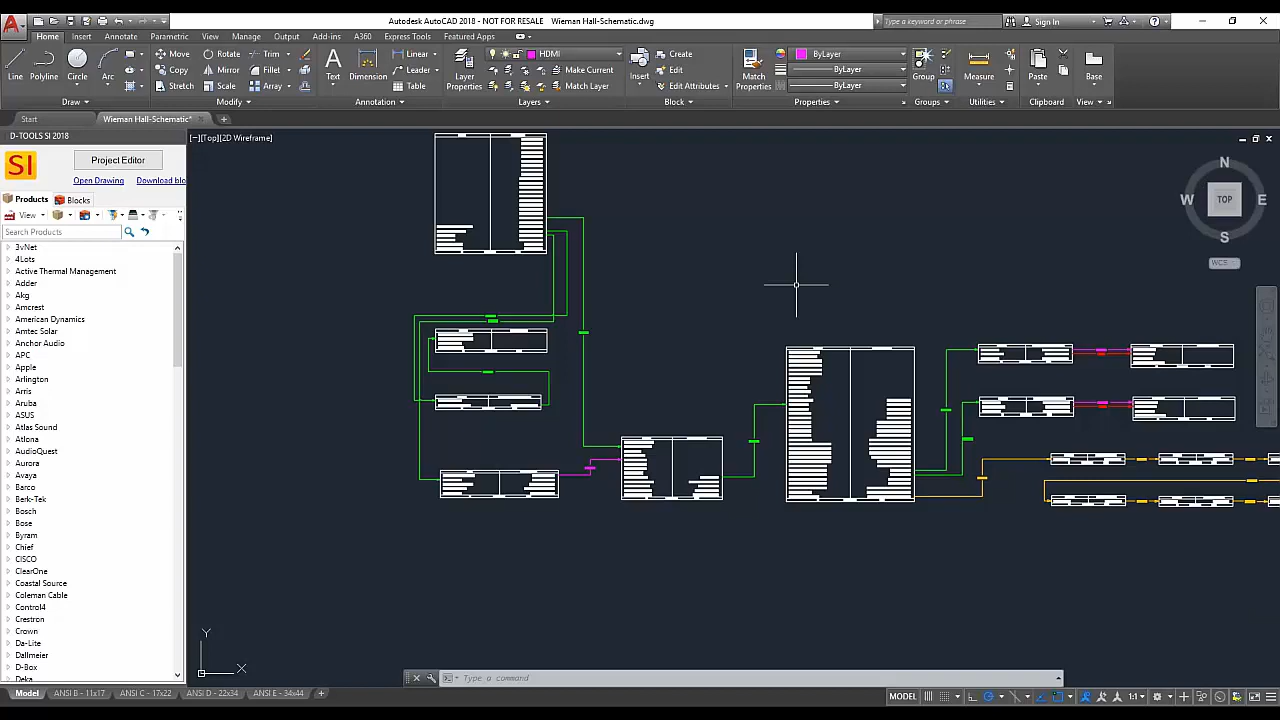 Autodesk AutoCAD 2018 - NOT FOR RESALE Wieman Hall-Schematic.dwg
Type a keyword or phrase
Sign In
Home Insert Annotate Parametric View Manage Output Add-ins A360 Express Tools Featured Apps
Line Polyline Circle Arc
Move Rotate Trim
Copy Mirror Fillet
Stretch Scale Array
Text Dimension
Linear
Leader
Table
Layer Properties
HDMI
Make Current
Match Layer
Insert
Create
Edit
Edit Attributes
Match Properties
ByLayer
ByLayer
ByLayer
Group
Measure
Paste
Base
Draw Modify Annotation Layers Block Properties Groups Utilities Clipboard View
Start Wieman Hall-Schematic*
D-TOOLS SI 2018
SI
Project Editor
Open Drawing Download blo
Products Blocks
View
Search Products
3vNet
4Lots
Active Thermal Management
Adder
Akg
Amcrest
American Dynamics
Amtec Solar
Anchor Audio
APC
Apple
Arlington
Arris
Aruba
ASUS
Atlas Sound
Atlona
AudioQuest
Aurora
Avaya
Barco
Berk-Tek
Bosch
Bose
Byram
Chief
CISCO
ClearOne
Coastal Source
Coleman Cable
Control4
Crestron
Crown
Da-Lite
Dallmeier
D-Box
Deka
[−][Top][2D Wireframe]
N
W TOP E
S
WCS
Y
X
Type a command
Model ANSI B - 11x17 ANSI C - 17x22 ANSI D - 22x34 ANSI E - 34x44
MODEL 1:1